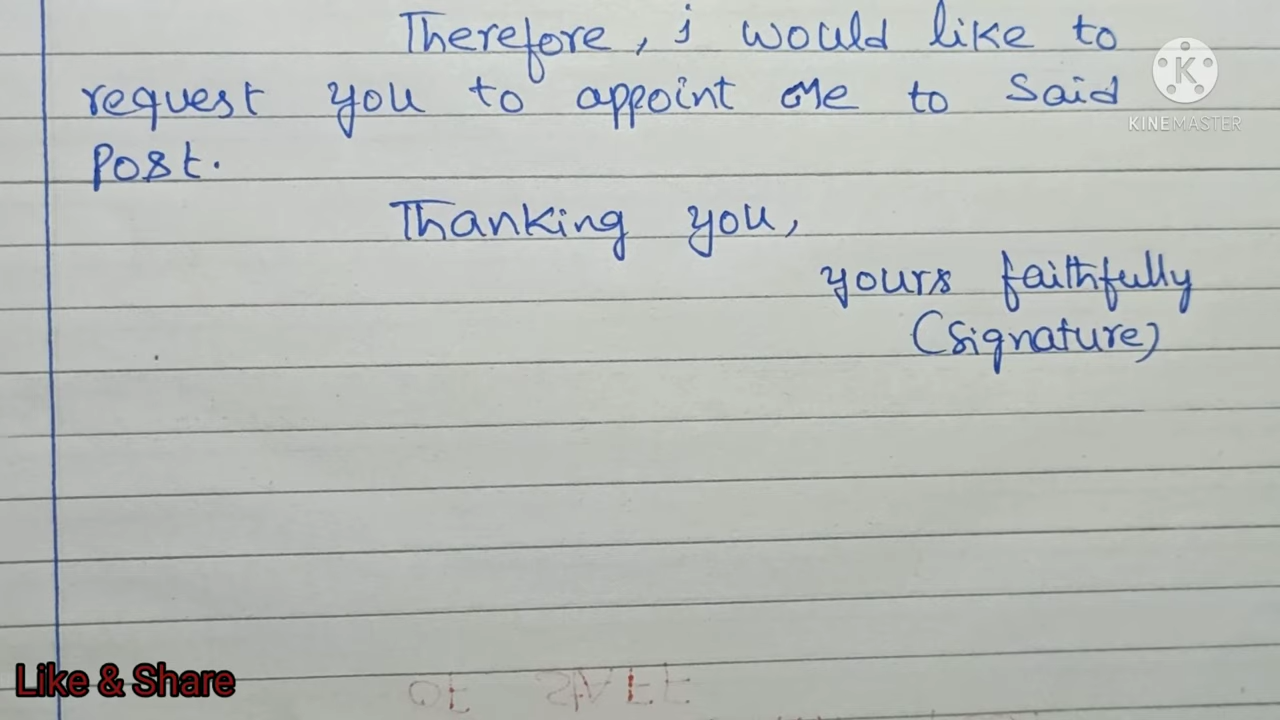 Therefore, i would like to
request you to appoint me to said
post.
Thanking you,
yours faithfully
(signature)
KINEMASTER
Like & Share